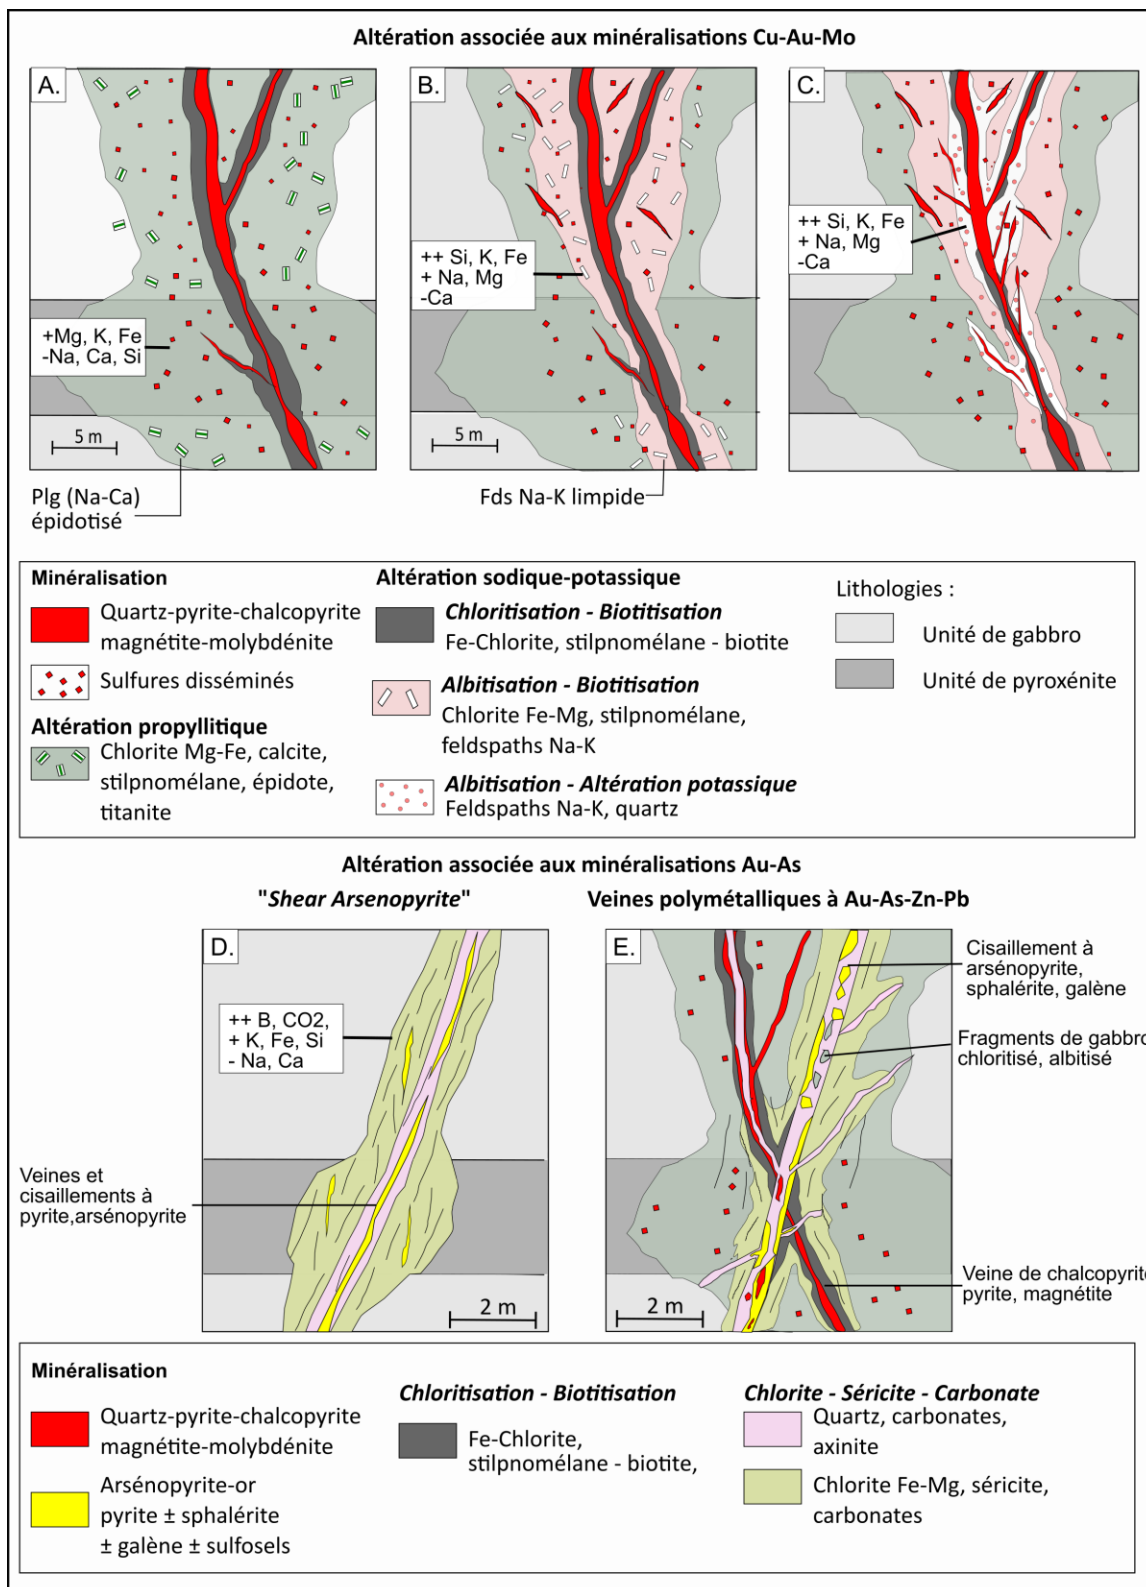 Altération associée aux minéralisations Cu-Au-Mo
A.
B.
C.
++ Si, K, Fe
+ Na, Mg
-Ca
++ Si, K, Fe
+ Na, Mg
-Ca
+Mg, K, Fe
-Na, Ca, Si
5 m
5 m
Plg (Na-Ca)
épidotisé
Fds Na-K limpide
Minéralisation
Quartz-pyrite-chalcopyrite
magnétite-molybdénite
Sulfures disséminés
Altération propyllitique
Chlorite Mg-Fe, calcite,
stilpnomélane, épidote,
titanite
Altération sodique-potassique
Chloritisation - Biotitisation
Fe-Chlorite, stilpnomélane - biotite
Albitisation - Biotitisation
Chlorite Fe-Mg, stilpnomélane,
feldspaths Na-K
Albitisation - Altération potassique
Feldspaths Na-K, quartz
Lithologies :
Unité de gabbro
Unité de pyroxénite
Altération associée aux minéralisations Au-As
"Shear Arsenopyrite"
Veines polymétalliques à Au-As-Zn-Pb
D.
E.
++ B, CO2,
+ K, Fe, Si
- Na, Ca
Veines et
cisaillements à
pyrite,arsénopyrite
2 m
2 m
Cisaillement à
arsénopyrite,
sphalérite, galène
Fragments de gabbro
chloritisé, albitisé
Veine de chalcopyrite
pyrite, magnétite
Minéralisation
Quartz-pyrite-chalcopyrite
magnétite-molybdénite
Arsénopyrite-or
pyrite ± sphalérite
± galène ± sulfosels
Chloritisation - Biotitisation
Fe-Chlorite,
stilpnomélane - biotite,
Chlorite - Séricite - Carbonate
Quartz, carbonates,
axinite
Chlorite Fe-Mg, séricite,
carbonates